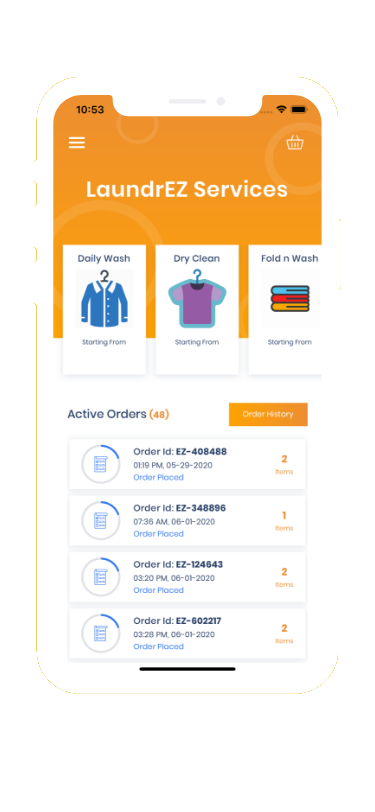 10:53
LaundrEZ Services
Daily Wash
Dry Clean
Fold n Wash
Starting From
Starting From
Starting From
Active Orders (48)
Order History
Order Id: EZ-408488
01:19 PM, 05-29-2020
Order Placed
2
Items
Order Id: EZ-348896
07:36 AM, 06-01-2020
Order Placed
1
Items
Order Id: EZ-124643
03:20 PM, 06-01-2020
Order Placed
2
Items
Order Id: EZ-602217
03:28 PM, 06-01-2020
Order Placed
2
Items